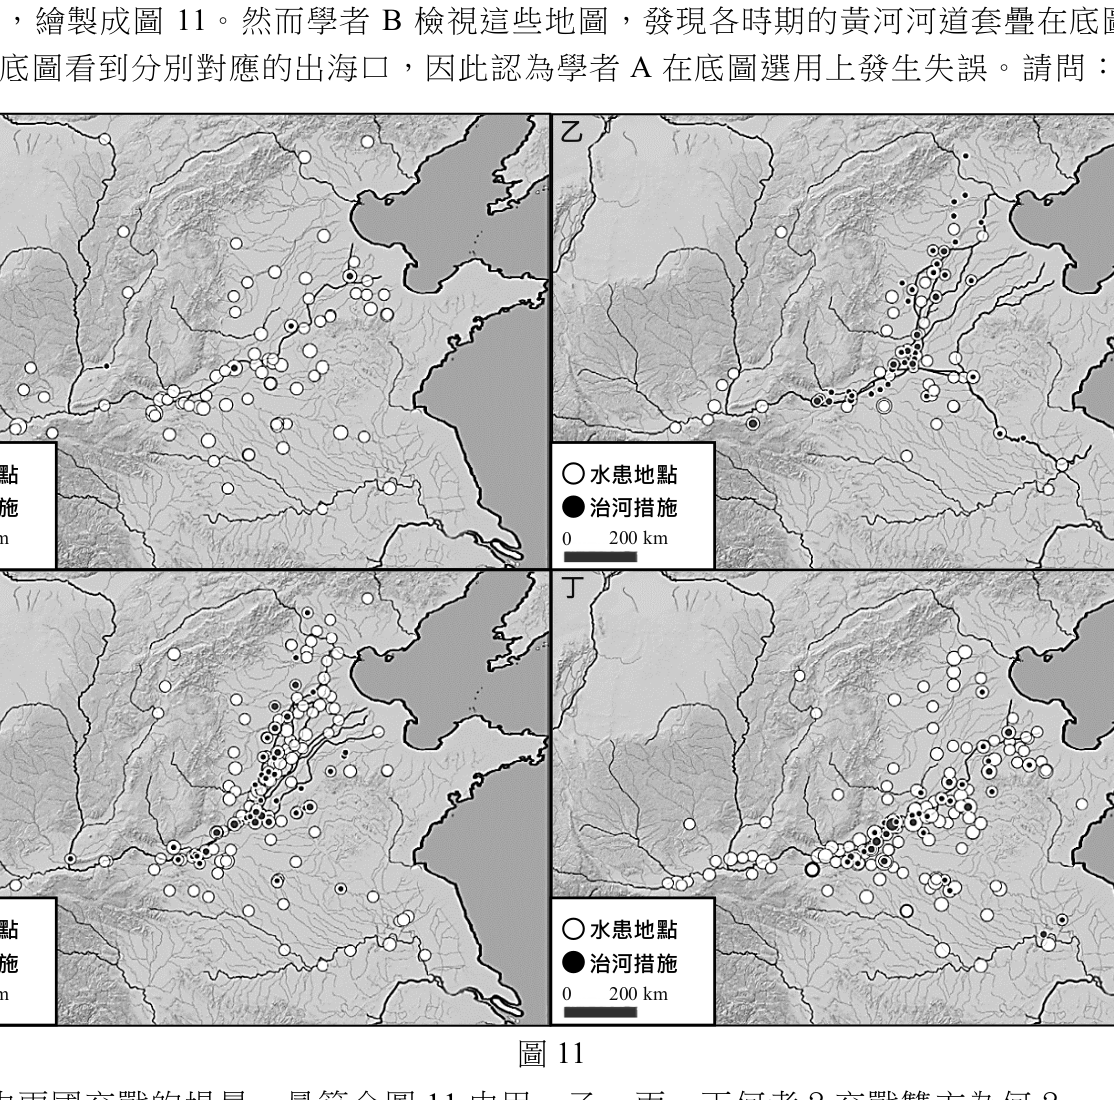 ，繪製成圖 11。然而學者 B 檢視這些地圖，發現各時期的黃河河道套疊在底
底圖看到分別對應的出海口，因此認為學者 A 在底圖選用上發生失誤。請問：
乙
點
施
m
水患地點
治河措施
0 200 km
丁
點
施
m
水患地點
治河措施
0 200 km
圖 11